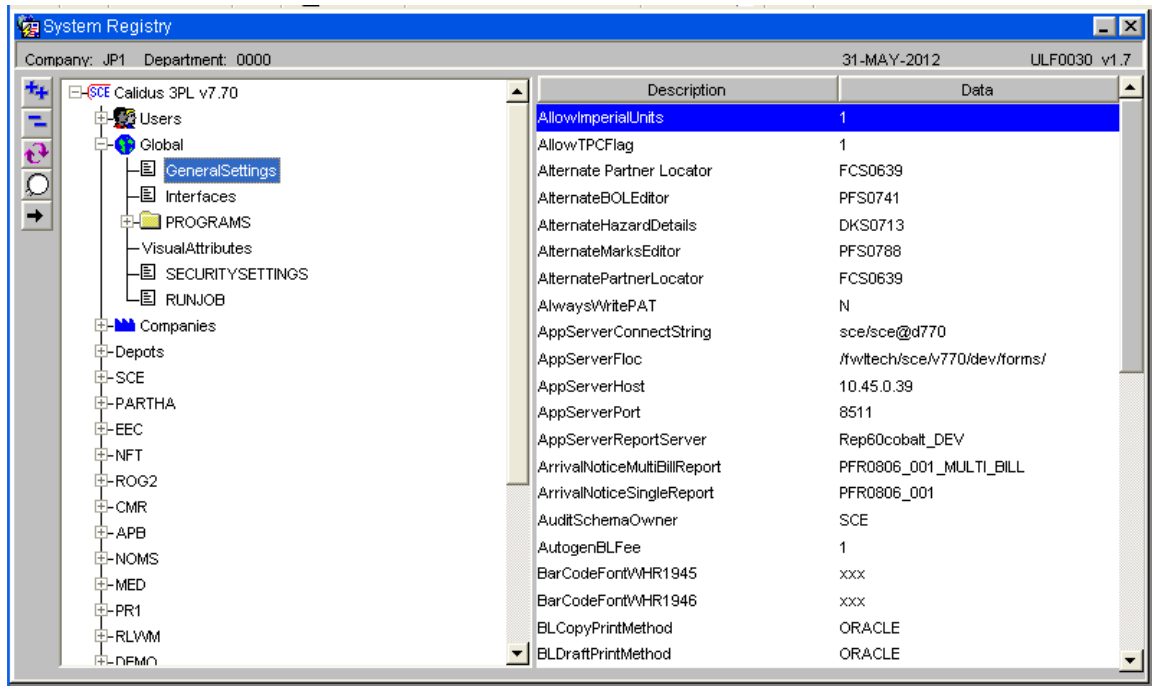 System Registry
Company: JP1 Department: 0000 31-MAY-2012 ULF0030 v1.7
SCE Calidus 3PL v7.70
Users
Global
GeneralSettings
Interfaces
PROGRAMS
VisualAttributes
SECURITYSETTINGS
RUNJOB
Companies
Depots
SCE
PARTHA
EEC
NFT
ROG2
CMR
APB
NOMS
MED
PR1
RLWM
DEMO
Description Data
AllowImperialUnits 1
AllowTPCFlag 1
Alternate Partner Locator FCS0639
AlternateBOLEditor PFS0741
AlternateHazardDetails DKS0713
AlternateMarksEditor PFS0788
AlternatePartnerLocator FCS0639
AlwaysWritePAT N
AppServerConnectString sce/sce@d770
AppServerFloc /fwltech/sce/v770/dev/forms/
AppServerHost 10.45.0.39
AppServerPort 8511
AppServerReportServer Rep60cobalt_DEV
ArrivalNoticeMultiBillReport PFR0806_001_MULTI_BILL
ArrivalNoticeSingleReport PFR0806_001
AuditSchemaOwner SCE
AutogenBLFee 1
BarCodeFontWHR1945 xxx
BarCodeFontWHR1946 xxx
BLCopyPrintMethod ORACLE
BLDraftPrintMethod ORACLE